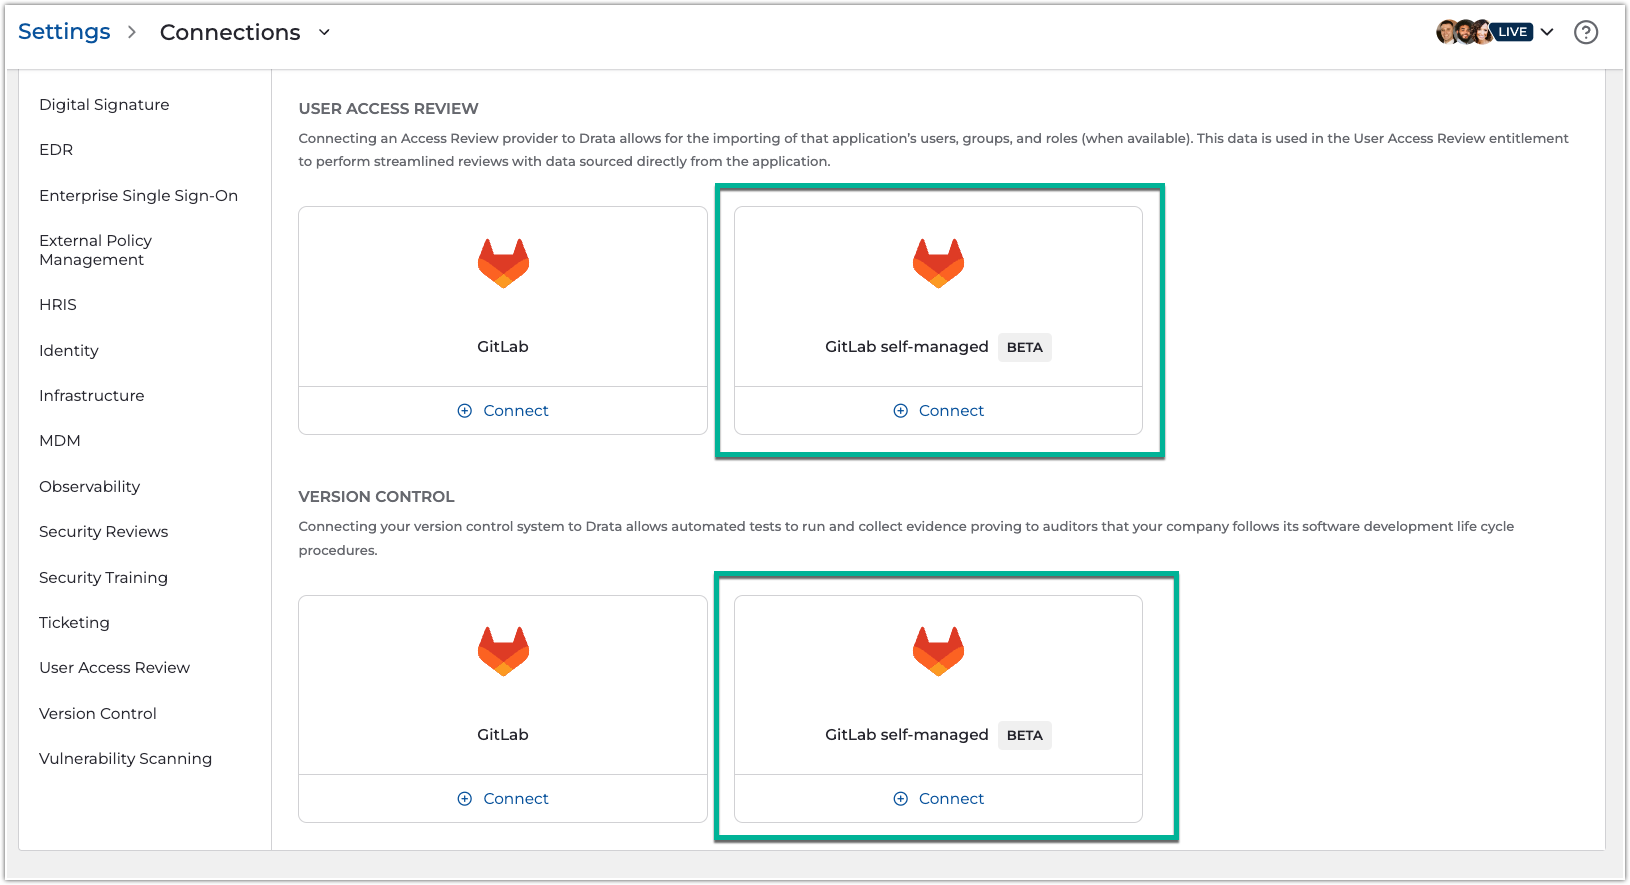 Settings > Connections
LIVE
?
Digital Signature
EDR
Enterprise Single Sign-On
External Policy
Management
HRIS
Identity
Infrastructure
MDM
Observability
Security Reviews
Security Training
Ticketing
User Access Review
Version Control
Vulnerability Scanning
USER ACCESS REVIEW
Connecting an Access Review provider to Drata allows for the importing of that application’s users, groups, and roles (when available). This data is used in the User Access Review entitlement
to perform streamlined reviews with data sourced directly from the application.
GitLab
Connect
GitLab self-managed BETA
Connect
VERSION CONTROL
Connecting your version control system to Drata allows automated tests to run and collect evidence proving to auditors that your company follows its software development life cycle
procedures.
GitLab
Connect
GitLab self-managed BETA
Connect